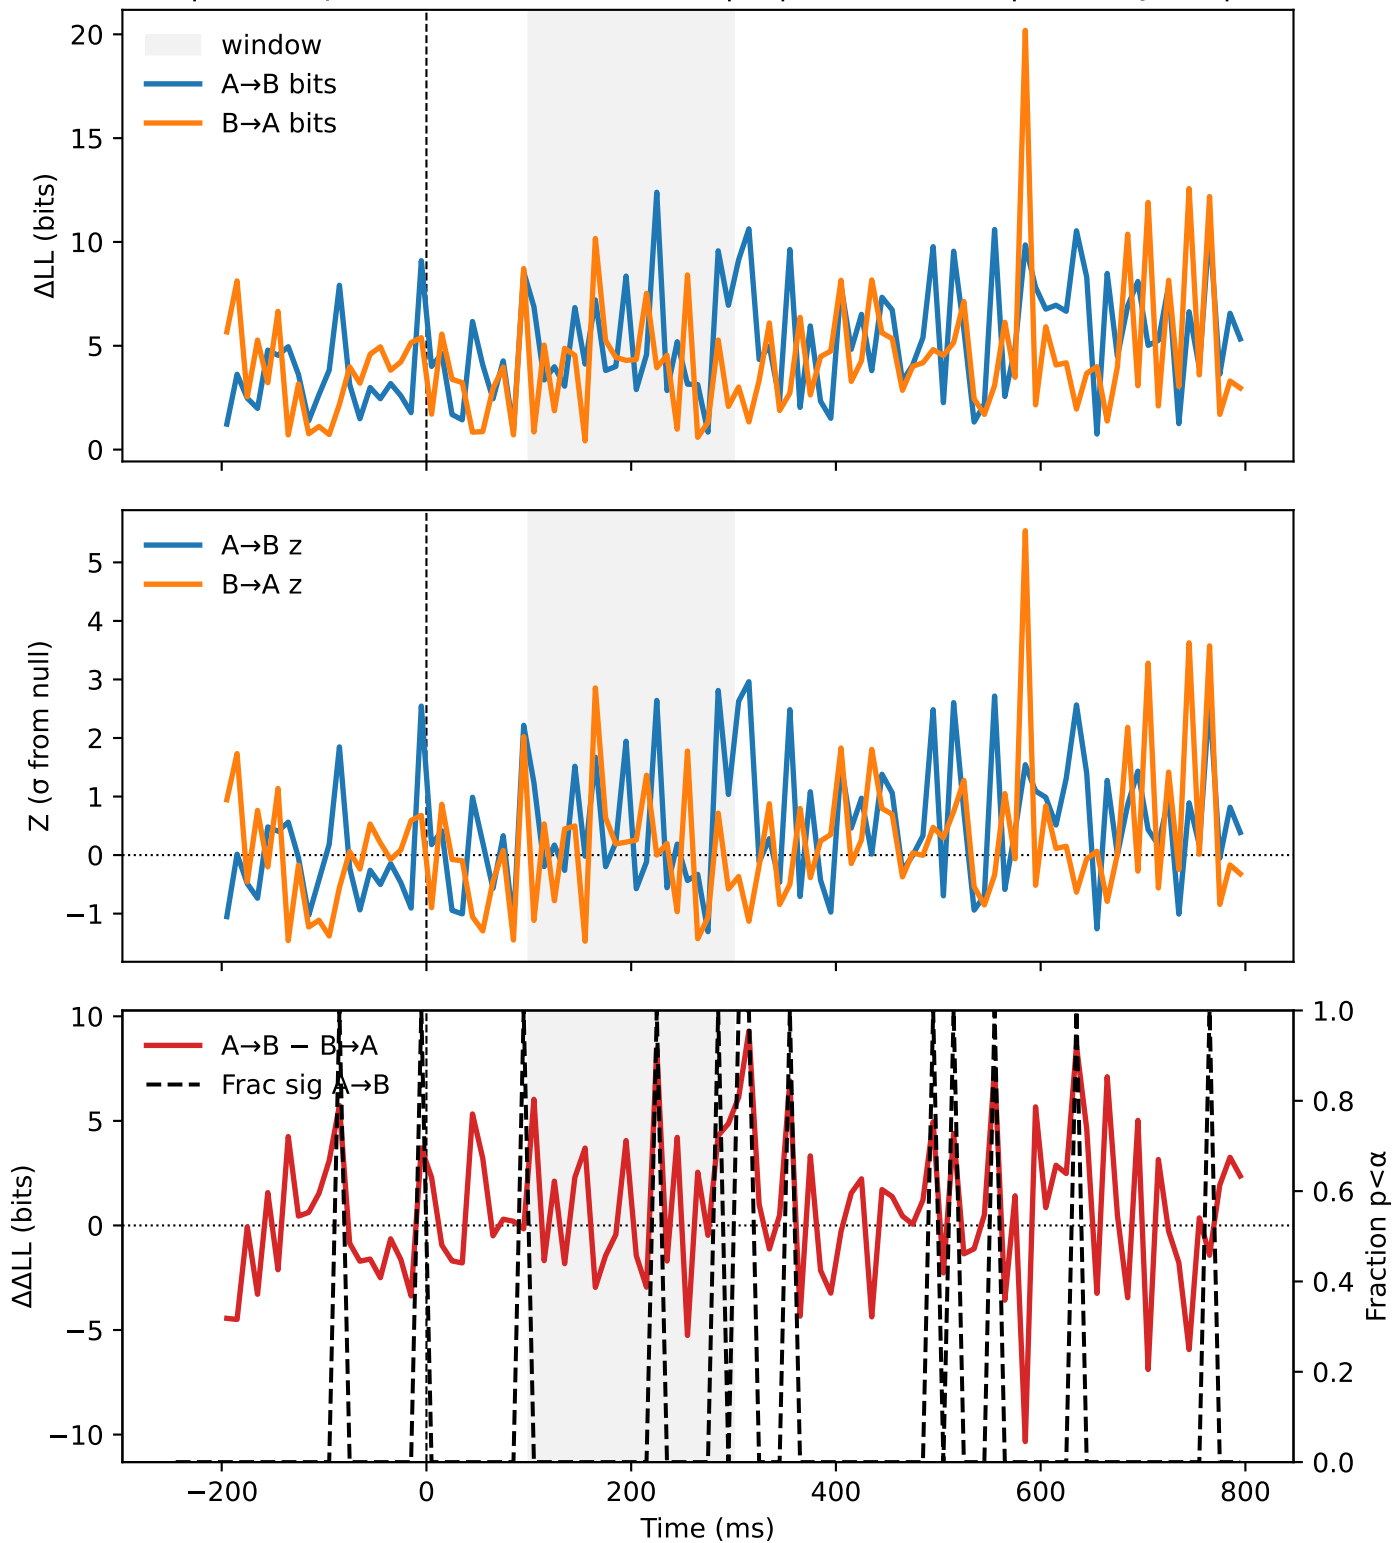 20
15
10
5
0
ΔLL (bits)
window
A→B bits
B→A bits
5
4
3
2
1
0
−1
Z (σ from null)
A→B z
B→A z
10
5
0
−5
−10
ΔΔLL (bits)
A→B − B→A
Frac sig A→B
1.0
0.8
0.6
0.4
0.2
0.0
Fraction p<α
−200 0 200 400 600 800
Time (ms)